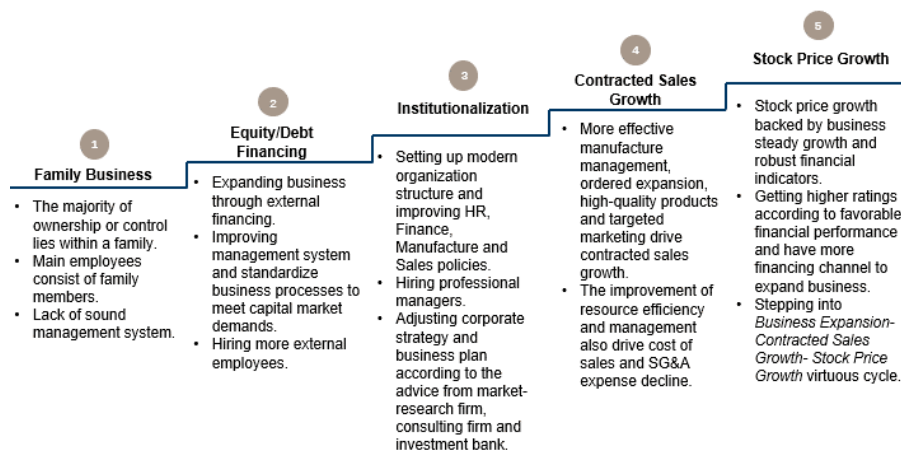 1
Family Business
• The majority of
ownership or control
lies within a family.
• Main employees
consist of family
members.
• Lack of sound
management system.
2
Equity/Debt
Financing
• Expanding business
through external
financing.
• Improving
management system
and standardize
business processes to
meet capital market
demands.
• Hiring more external
employees.
3
Institutionalization
• Setting up modern
organization
structure and
improving HR,
Finance,
Manufacture and
Sales policies.
• Hiring professional
managers.
• Adjusting corporate
strategy and
business plan
according to the
advice from market-
research firm,
consulting firm and
investment bank.
4
Contracted Sales
Growth
• More effective
manufacture
management,
ordered expansion,
high-quality products
and targeted
marketing drive
contracted sales
growth.
• The improvement of
resource efficiency
and management
also drive cost of
sales and SG&A
expense decline.
5
Stock Price Growth
• Stock price growth
backed by business
steady growth and
robust financial
indicators.
• Getting higher ratings
according to favorable
financial performance
and have more
financing channel to
expand business.
• Stepping into
Business Expansion-
Contracted Sales
Growth- Stock Price
Growth virtuous cycle.